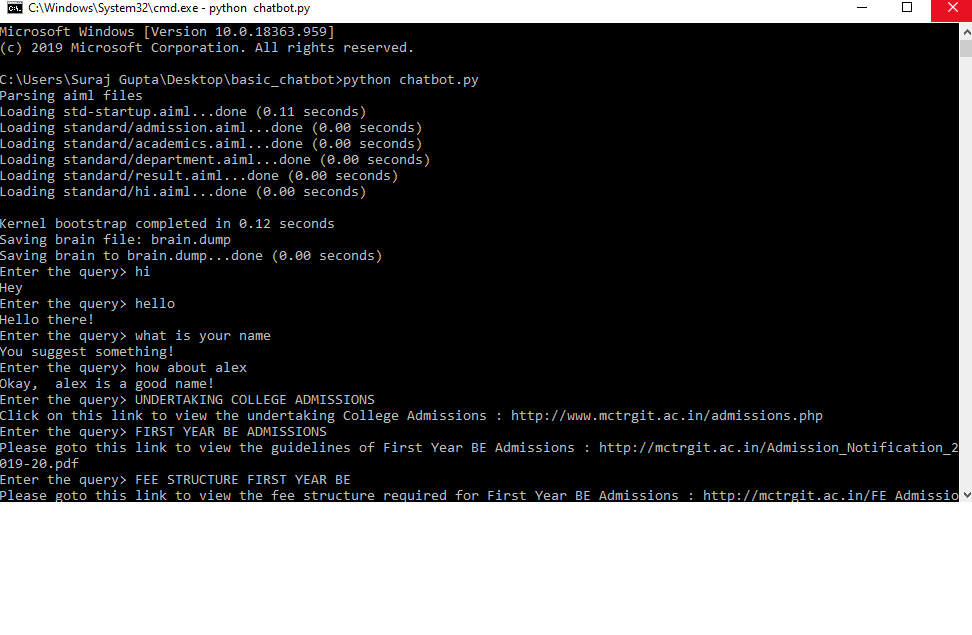 C:\Windows\System32\cmd.exe - python  chatbot.py
Microsoft Windows [Version 10.0.18363.959]
(c) 2019 Microsoft Corporation. All rights reserved.
C:\Users\Suraj Gupta\Desktop\basic_chatbot>python chatbot.py
Parsing aiml files
Loading std-startup.aiml...done (0.11 seconds)
Loading standard/admission.aiml...done (0.00 seconds)
Loading standard/academics.aiml...done (0.00 seconds)
Loading standard/department.aiml...done (0.00 seconds)
Loading standard/result.aiml...done (0.00 seconds)
Loading standard/hi.aiml...done (0.00 seconds)
Kernel bootstrap completed in 0.12 seconds
Saving brain file: brain.dump
Saving brain to brain.dump...done (0.00 seconds)
Enter the query> hi
Hey
Enter the query> hello
Hello there!
Enter the query> what is your name
You suggest something!
Enter the query> how about alex
Okay,  alex is a good name!
Enter the query> UNDERTAKING COLLEGE ADMISSIONS
Click on this link to view the undertaking College Admissions : http://www.mctrgit.ac.in/admissions.php
Enter the query> FIRST YEAR BE ADMISSIONS
Please goto this link to view the guidelines of First Year BE Admissions : http://mctrgit.ac.in/Admission_Notification_2
019-20.pdf
Enter the query> FEE STRUCTURE FIRST YEAR BE
Please goto this link to view the fee structure required for First Year BE Admissions : http://mctrgit.ac.in/FE_Admissio